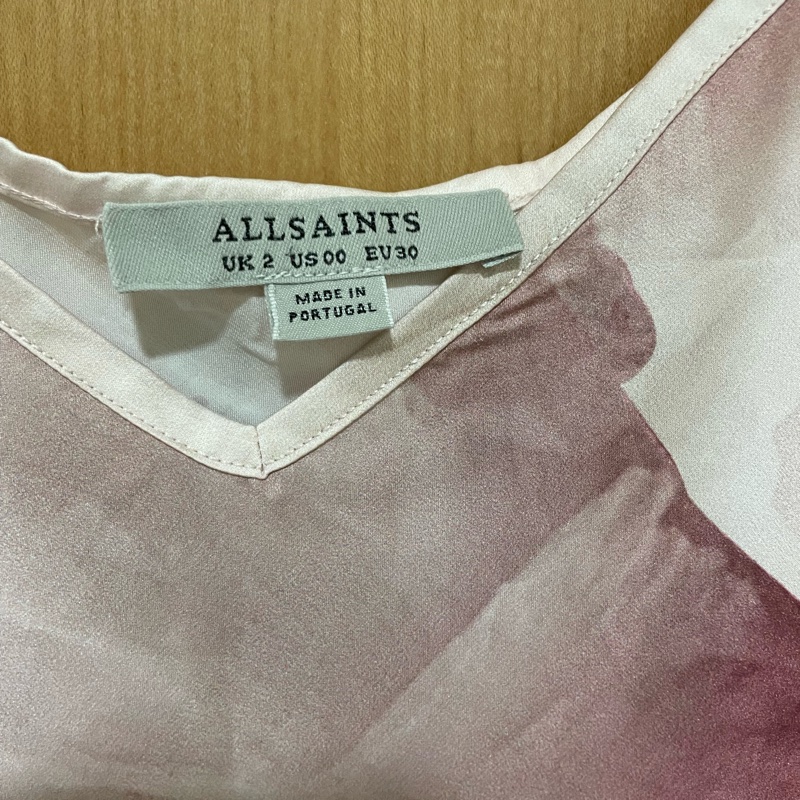 ALLSAINTS
UK 2 US 00 EU 30
MADE IN
PORTUGAL